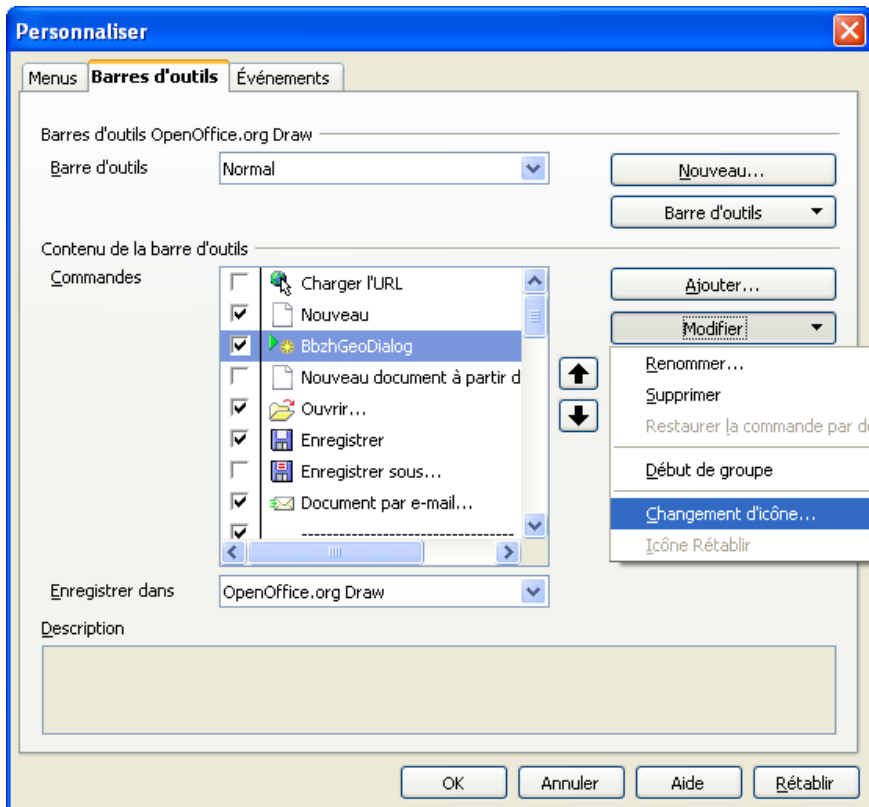 Personnaliser
Menus Barres d'outils Événements
Barres d'outils OpenOffice.org Draw
Barre d'outils Normal Nouveau...
Barre d'outils
Contenu de la barre d'outils
Commandes Charger l'URL Ajouter...
Nouveau Modifier
BbzhGeoDialog
Renommer...
Nouveau document à partir d
Supprimer
Ouvrir...
Restaurer la commande par dé
Enregistrer
Enregistrer sous...
Début de groupe
Document par e-mail...
Changement d'icône...
---------------------------------
Icône Rétablir
Enregistrer dans OpenOffice.org Draw
Description
OK Annuler Aide Rétablir